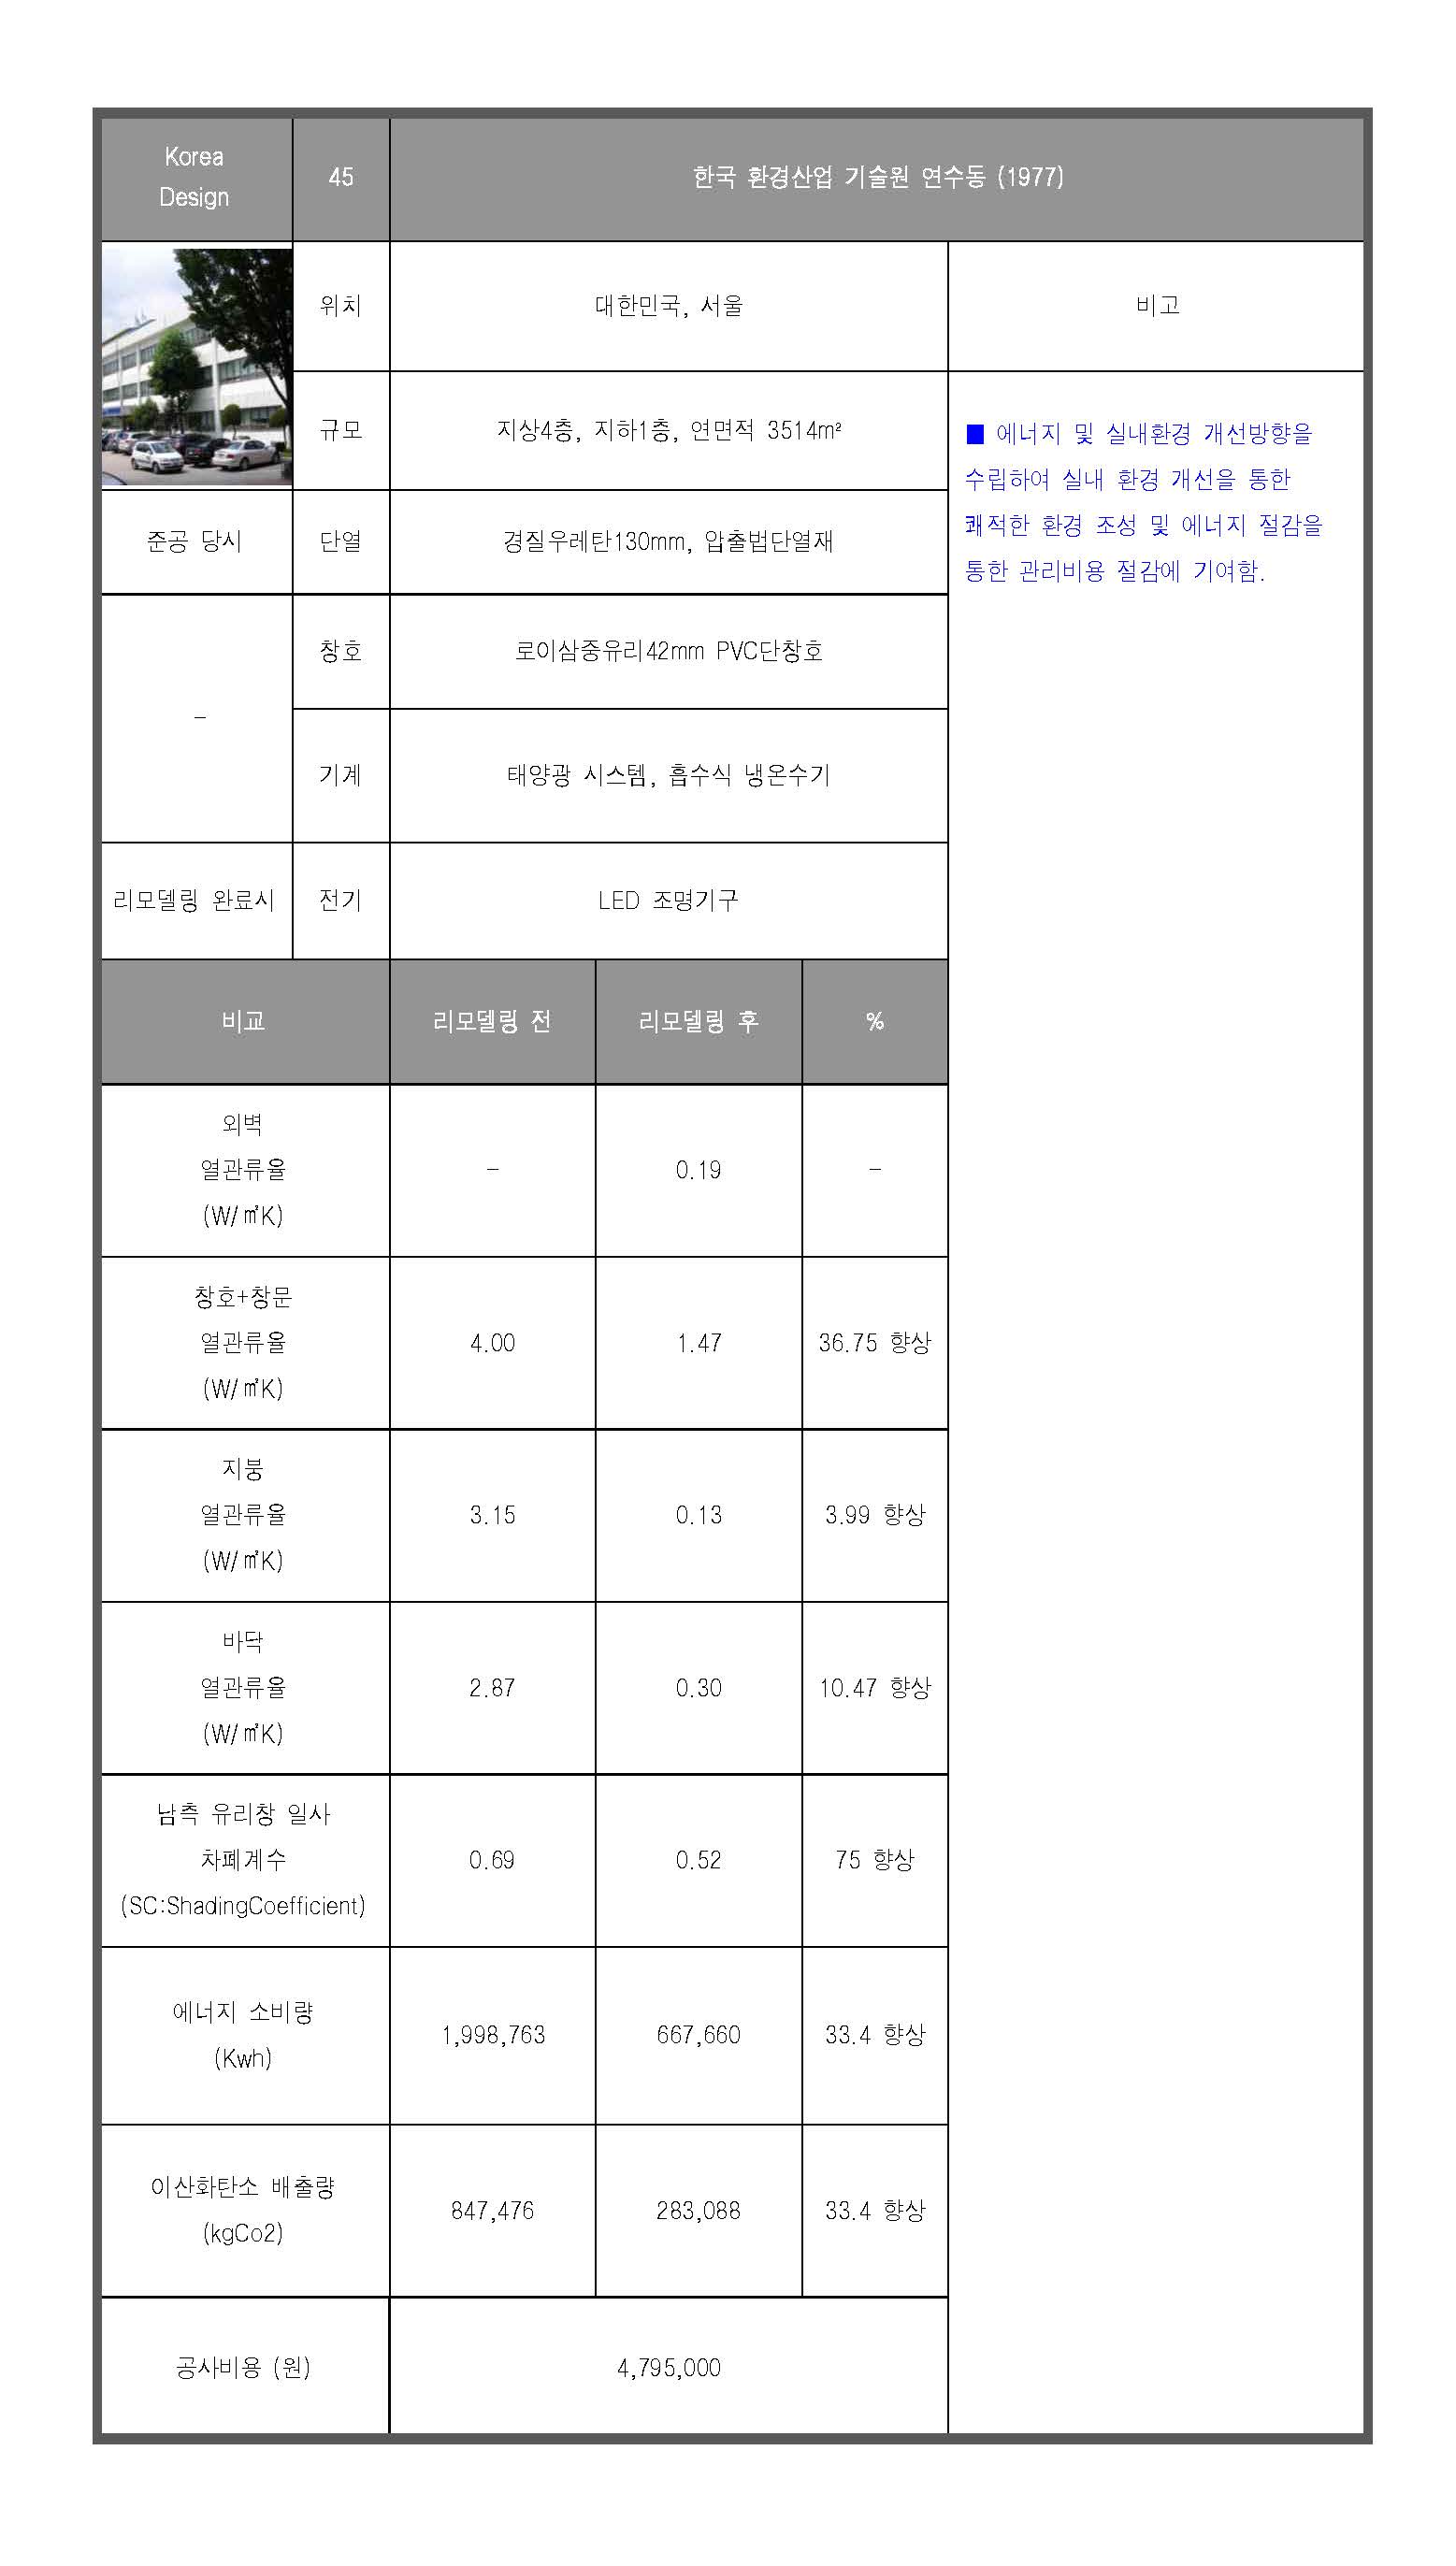 Korea
Design
45
한국 환경산업 기술원 연수동 (1977)
위치
대한민국, 서울
비고
규모
지상4층, 지하1층, 연면적 3514m²
■ 에너지 및 실내환경 개선방향을
수립하여 실내 환경 개선을 통한
쾌적한 환경 조성 및 에너지 절감을
통한 관리비용 절감에 기여함.
준공 당시
단열
경질우레탄130mm, 압출법단열재
-
창호
로이삼중유리42mm PVC단창호
기계
태양광 시스템, 흡수식 냉온수기
리모델링 완료시
전기
LED 조명기구
비교
리모델링 전
리모델링 후
%
외벽
열관류율
(W/㎡K)
-
0.19
-
창호+창문
열관류율
(W/㎡K)
4.00
1.47
36.75 향상
지붕
열관류율
(W/㎡K)
3.15
0.13
3.99 향상
바닥
열관류율
(W/㎡K)
2.87
0.30
10.47 향상
남측 유리창 일사
차폐계수
(SC:ShadingCoefficient)
0.69
0.52
75 향상
에너지 소비량
(Kwh)
1,998,763
667,660
33.4 향상
이산화탄소 배출량
(kgCo2)
847,476
283,088
33.4 향상
공사비용 (원)
4,795,000